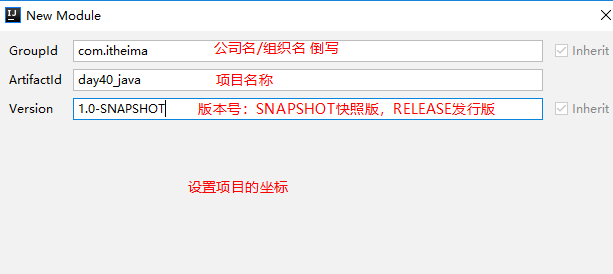 New Module
GroupId com.itheima 公司名/组织名 倒写 Inherit
ArtifactId day40_java 项目名称
Version 1.0-SNAPSHOT 版本号：SNAPSHOT快照版，RELEASE发行版 Inherit
设置项目的坐标